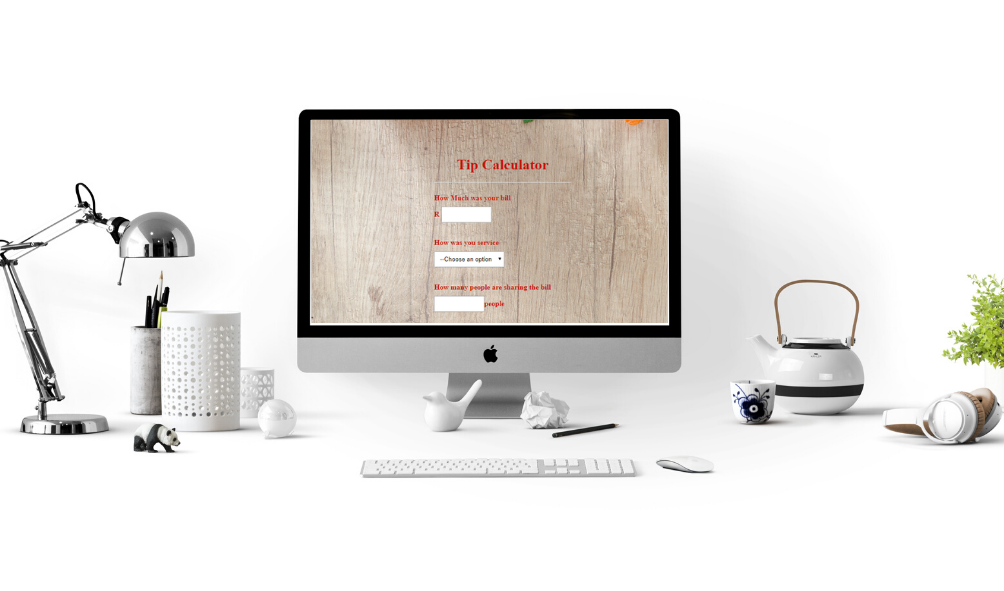 Tip Calculator
How Much was your bill
R
How was you service
--Choose an option
How many people are sharing the bill
people